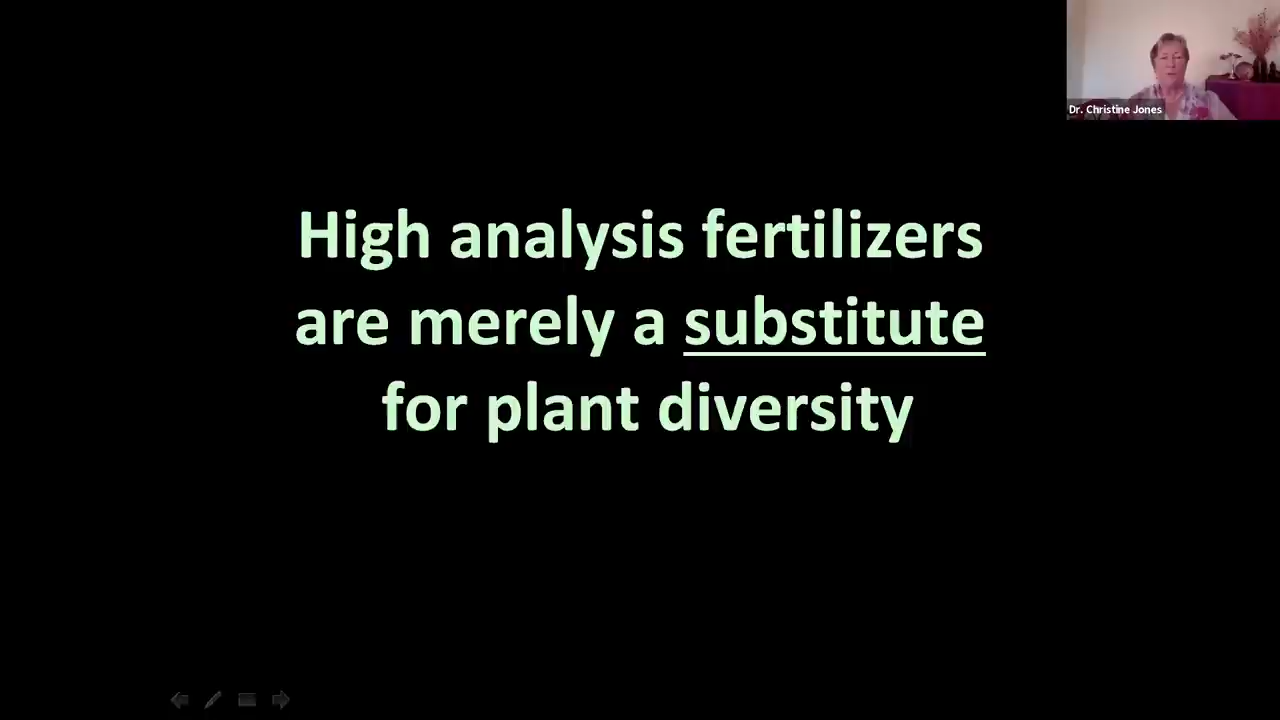 Dr. Christine Jones
High analysis fertilizers
are merely a substitute
for plant diversity